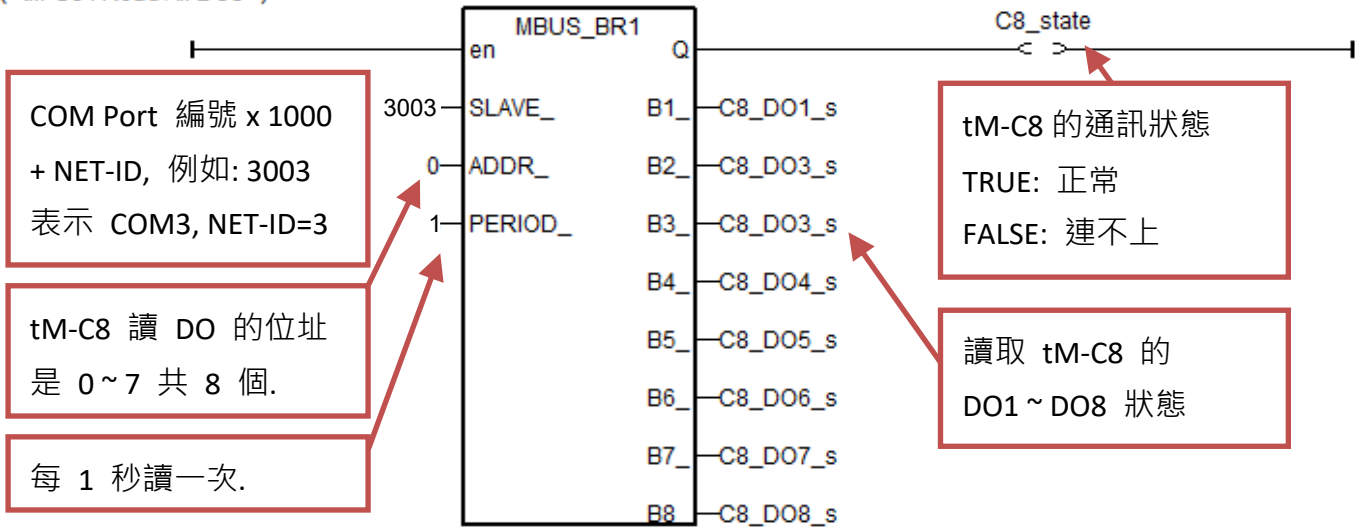 MBUS_BR1
C8_state
en
Q
3003
SLAVE_
B1_
C8_DO1_s
0
ADDR_
B2_
C8_DO3_s
1
PERIOD_
B3_
C8_DO3_s
B4_
C8_DO4_s
B5_
C8_DO5_s
B6_
C8_DO6_s
B7_
C8_DO7_s
B8
C8_DO8_s
COM Port 編號 x 1000
+ NET-ID, 例如: 3003
表示 COM3, NET-ID=3
tM-C8 讀 DO 的位址
是 0 ~ 7 共 8 個.
每 1 秒讀一次.
tM-C8 的通訊狀態
TRUE: 正常
FALSE: 連不上
讀取 tM-C8 的
DO1 ~ DO8 狀態